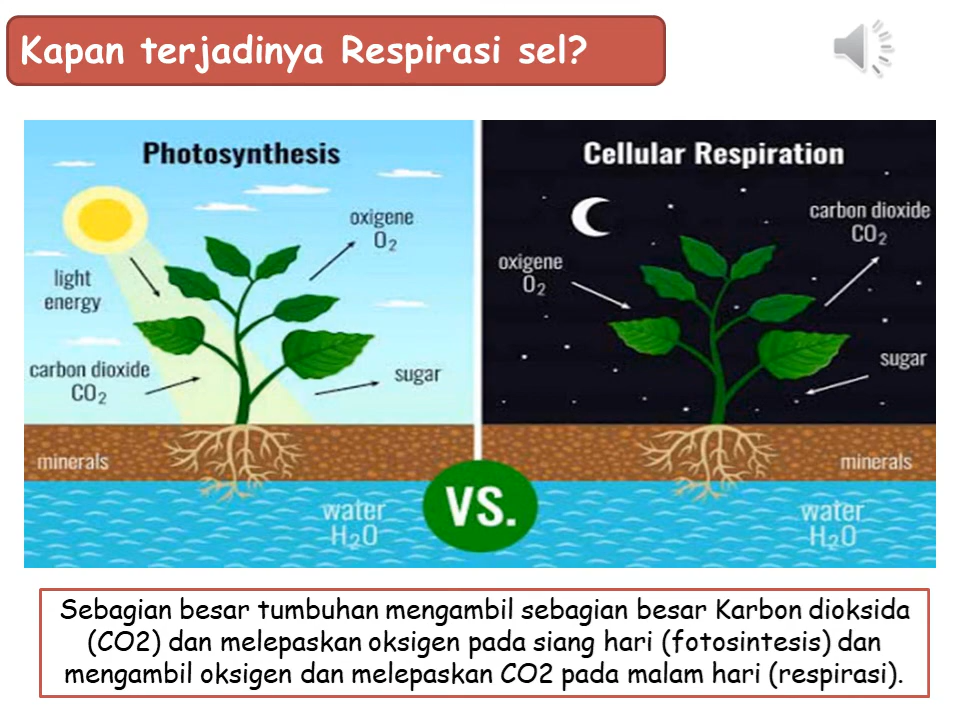 Kapan terjadinya Respirasi sel?
Photosynthesis
oxigene
O₂
light
energy
carbon dioxide
CO₂
sugar
minerals
water
H₂O
VS.
Cellular Respiration
carbon dioxide
CO₂
oxigene
O₂
sugar
minerals
water
H₂O
Sebagian besar tumbuhan mengambil sebagian besar Karbon dioksida
(CO2) dan melepaskan oksigen pada siang hari (fotosintesis) dan
mengambil oksigen dan melepaskan CO2 pada malam hari (respirasi).